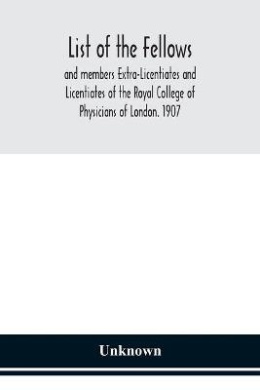 List of the Fellows
and members Extra-Licentiates and
Licentiates of the Royal College of
Physicians of London. 1907
Unknown